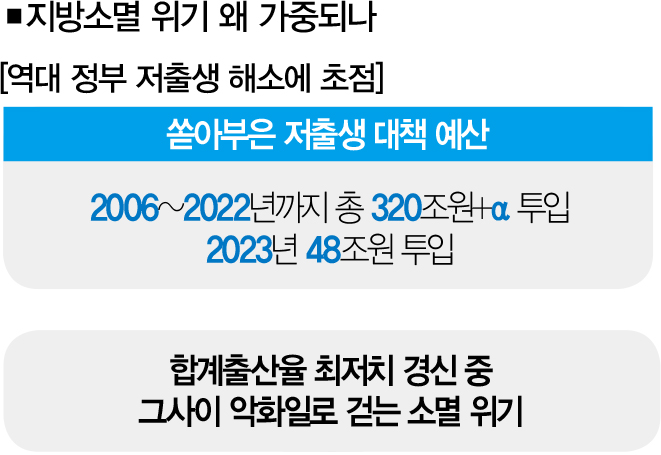 ■지방소멸 위기 왜 가중되나
[역대 정부 저출생 해소에 초점]
쏟아부은 저출생 대책 예산
2006~2022년까지 총 320조원+α 투입
2023년 48조원 투입
합계출산율 최저치 경신 중
그사이 악화일로 걷는 소멸 위기